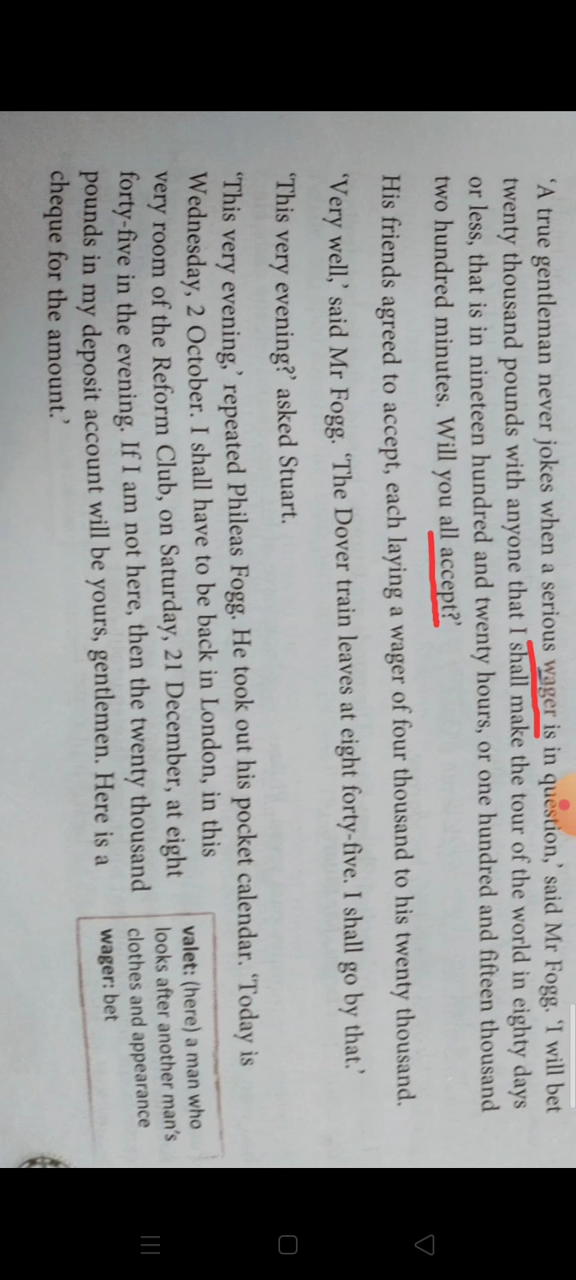 ‘A true gentleman never jokes when a serious wager is in question,’ said Mr Fogg. ‘I will bet
twenty thousand pounds with anyone that I shall make the tour of the world in eighty days
or less, that is in nineteen hundred and twenty hours, or one hundred and fifteen thousand
two hundred minutes. Will you all accept?’
His friends agreed to accept, each laying a wager of four thousand to his twenty thousand.
‘Very well,’ said Mr Fogg. ‘The Dover train leaves at eight forty-five. I shall go by that.’
‘This very evening?’ asked Stuart.
‘This very evening,’ repeated Phileas Fogg. He took out his pocket calendar. ‘Today is
Wednesday, 2 October. I shall have to be back in London, in this
very room of the Reform Club, on Saturday, 21 December, at eight
forty-five in the evening. If I am not here, then the twenty thousand
pounds in my deposit account will be yours, gentlemen. Here is a
cheque for the amount.’
valet: (here) a man who
looks after another man’s
clothes and appearance
wager: bet